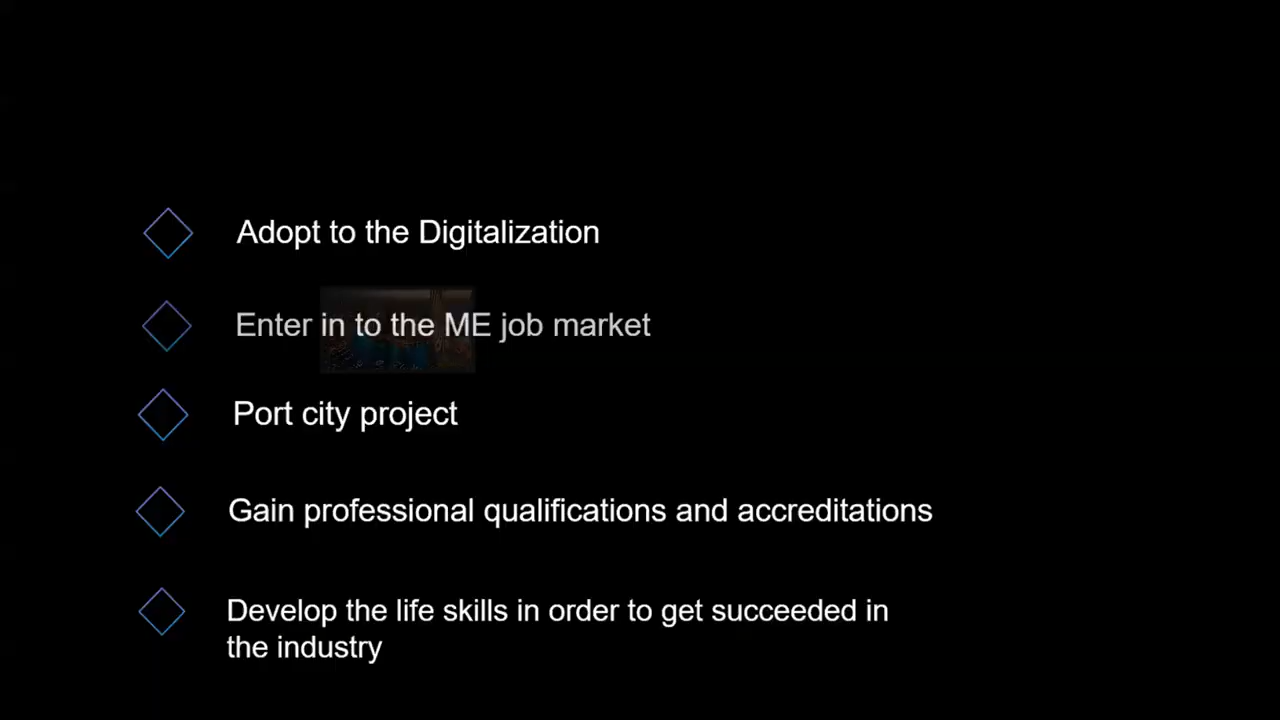 Adopt to the Digitalization
Enter in to the ME job market
Port city project
Gain professional qualifications and accreditations
Develop the life skills in order to get succeeded in
the industry